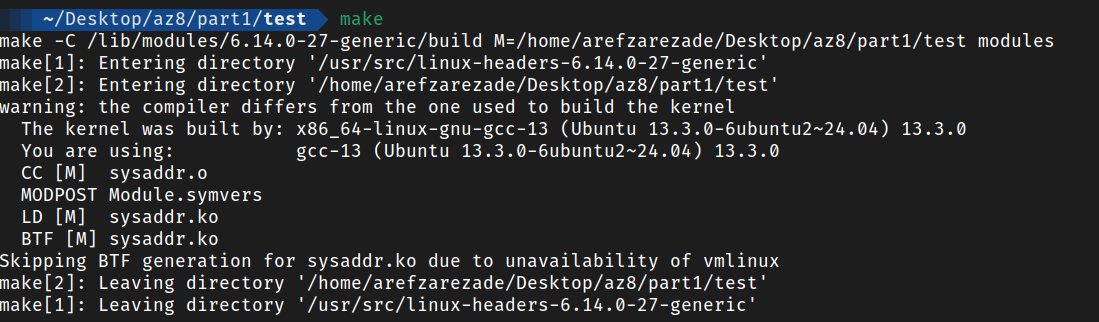 ~/Desktop/az8/part1/test make
make -C /lib/modules/6.14.0-27-generic/build M=/home/arefzarezade/Desktop/az8/part1/test modules
make[1]: Entering directory '/usr/src/linux-headers-6.14.0-27-generic'
make[2]: Entering directory '/home/arefzarezade/Desktop/az8/part1/test'
warning: the compiler differs from the one used to build the kernel
  The kernel was built by: x86_64-linux-gnu-gcc-13 (Ubuntu 13.3.0-6ubuntu2~24.04) 13.3.0
  You are using:           gcc-13 (Ubuntu 13.3.0-6ubuntu2~24.04) 13.3.0
  CC [M]  sysaddr.o
  MODPOST Module.symvers
  LD [M]  sysaddr.ko
  BTF [M] sysaddr.ko
Skipping BTF generation for sysaddr.ko due to unavailability of vmlinux
make[2]: Leaving directory '/home/arefzarezade/Desktop/az8/part1/test'
make[1]: Leaving directory '/usr/src/linux-headers-6.14.0-27-generic'